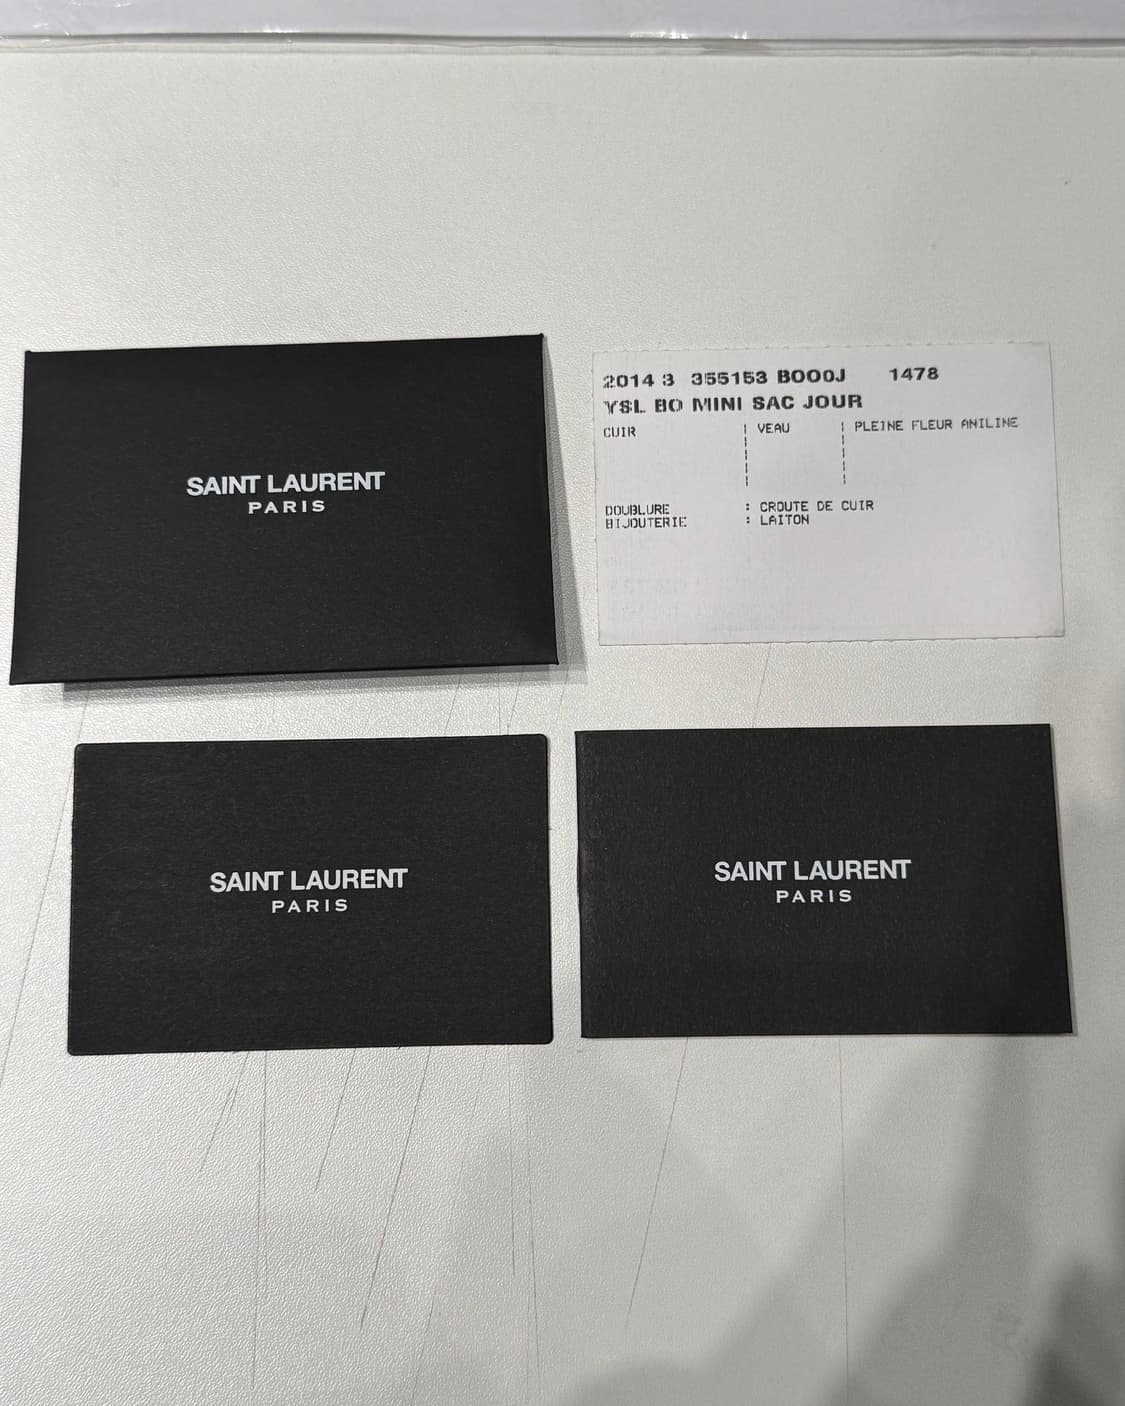 SAINT LAURENT
PARIS
2014 3 355153 BOO0J 1478
YSL BO MINI SAC JOUR
CUIR ¦ VEAU ¦ PLEINE FLEUR ANILINE
DOUBLURE : CROUTE DE CUIR
BIJOUTERIE : LAITON
SAINT LAURENT
PARIS
SAINT LAURENT
PARIS